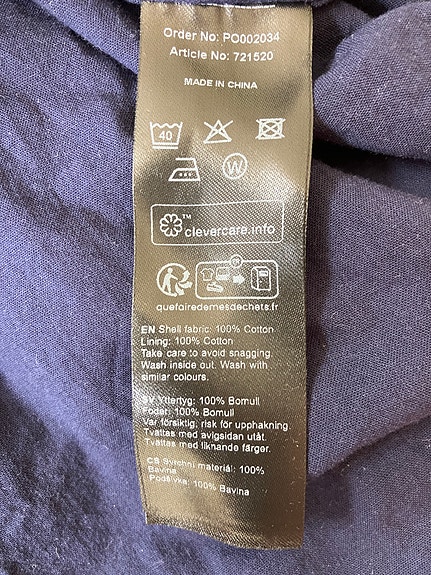 Order No: PO002034
Article No: 721520
MADE IN CHINA
40
W
™
clevercare.info
FR
quefairedemesdechets.fr
EN Shell fabric: 100% Cotton
Lining: 100% Cotton
Take care to avoid snagging.
Wash inside out. Wash with
similar colours.
SV Yttertyg: 100% Bomull
Foder: 100% Bomull
Var försiktig, risk för upphakning.
Tvättas med avigsidan utåt.
Tvättas med liknande färger.
CS Svrchní materiál: 100%
Bavlna
Podšívka: 100% Bavlna